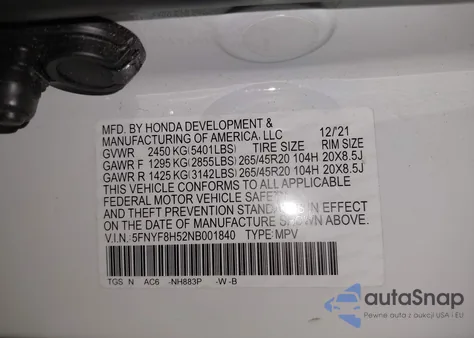 MFD. BY HONDA DEVELOPMENT &
MANUFACTURING OF AMERICA, LLC 12/'21
GVWR 2450 KG (5401LBS) TIRE SIZE RIM SIZE
GAWR F 1295 KG (2855LBS) 265/45R20 104H 20X8.5J
GAWR R 1425 KG (3142LBS) 265/45R20 104H 20X8.5J
THIS VEHICLE CONFORMS TO ALL APPLICABLE
FEDERAL MOTOR VEHICLE SAFETY
AND THEFT PREVENTION STANDARDS IN EFFECT
ON THE DATE OF MANUFACTURE SHOWN ABOVE.
V.I.N.: 5FNYF8H52NB001840 TYPE: MPV
TGS N AC6 -NH883P -W-B
autoSnap
Pewne auta z USA i EU